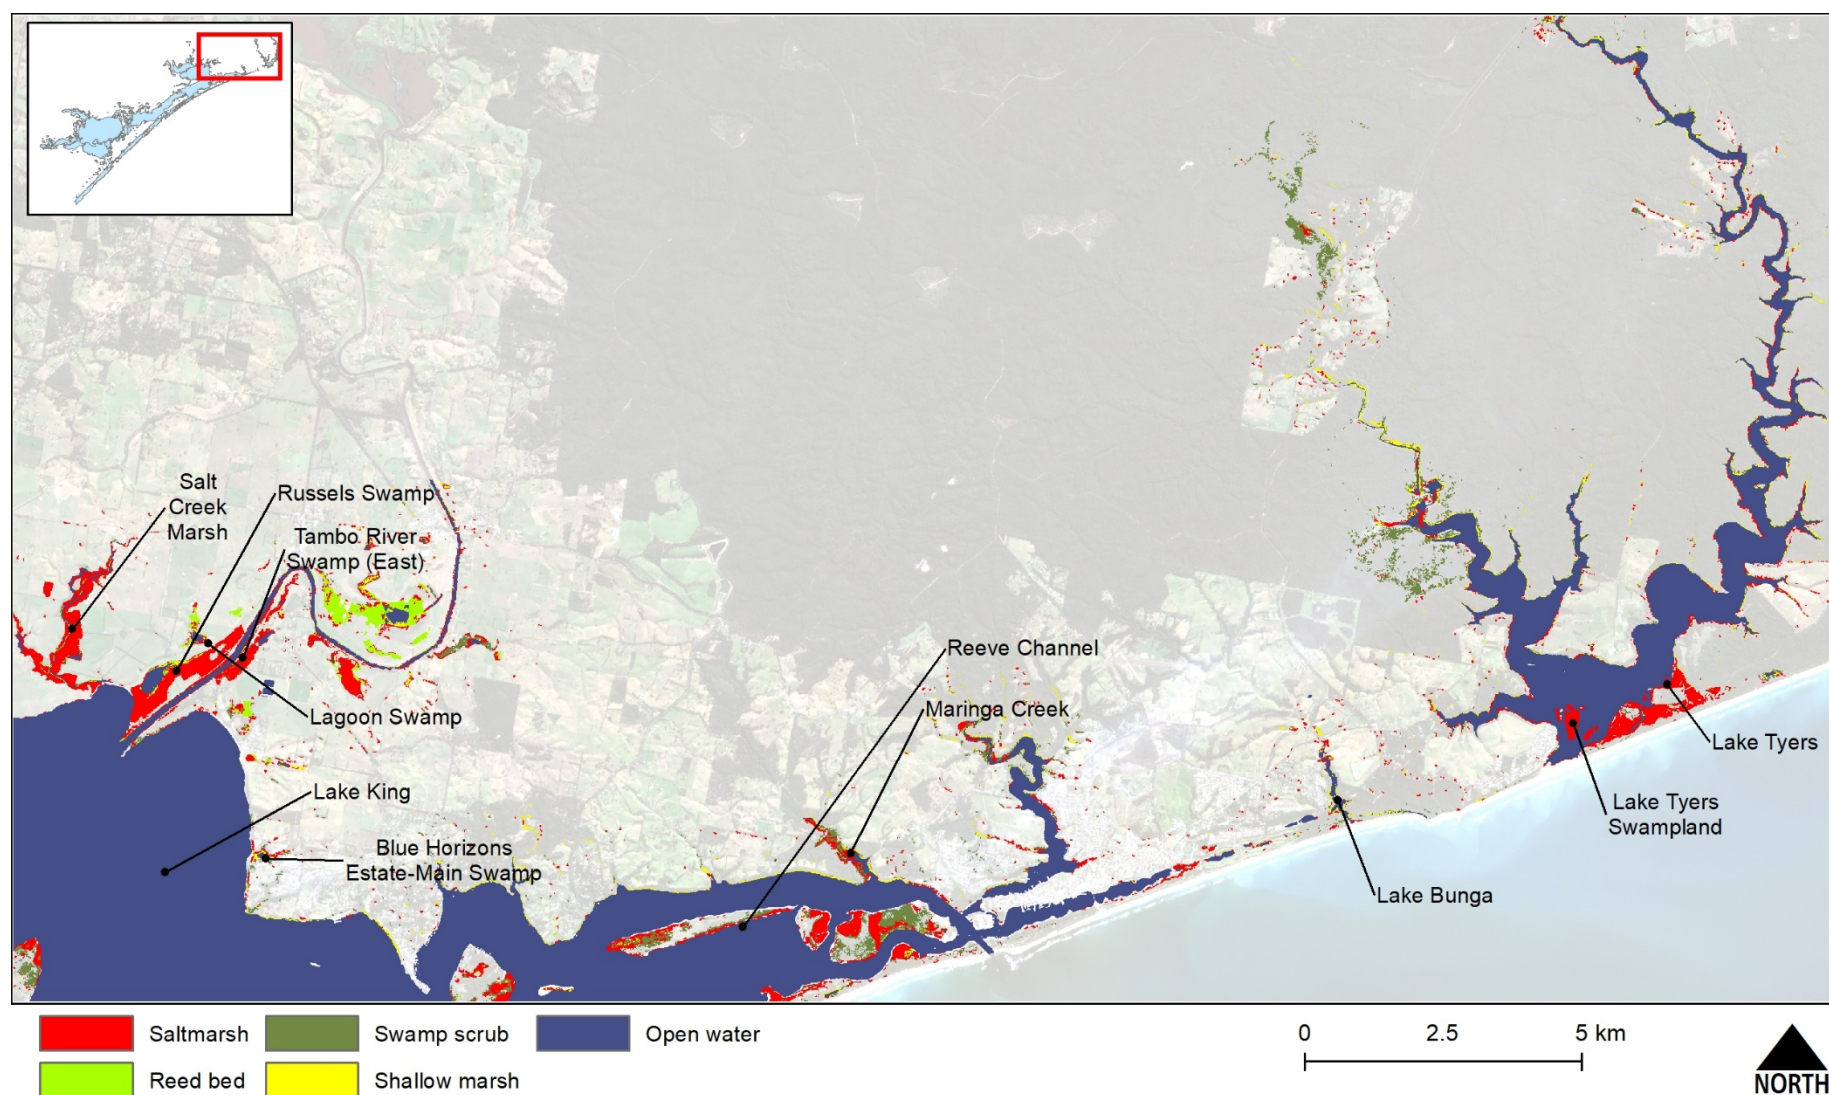 Salt
Creek
Marsh
Russels Swamp
Tambo River
Swamp (East)
Lagoon Swamp
Lake King
Blue Horizons
Estate-Main Swamp
Reeve Channel
Maringa Creek
Lake Tyers
Lake Tyers
Swampland
Lake Bunga
Saltmarsh
Swamp scrub
Open water
Reed bed
Shallow marsh
0 2.5 5 km
NORTH